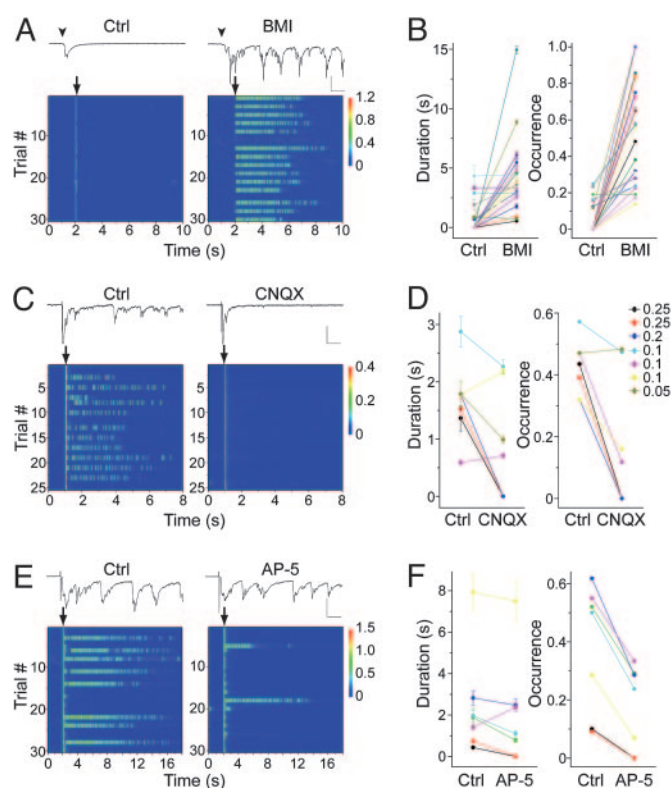 A
Ctrl
BMI
1.2
0.8
0.4
0
Trial #
10
20
30
0 2 4 6 8 10
0 2 4 6 8 10
Time (s)
Time (s)
B
Duration (s)
15
10
5
0
Ctrl BMI
Occurrence
1.0
0.8
0.6
0.4
0.2
0
Ctrl BMI
C
Ctrl
CNQX
0.4
0.2
0
Trial #
5
10
15
20
25
0 2 4 6 8
0 2 4 6 8
Time (s)
Time (s)
D
Duration (s)
3
2
1
0
Ctrl CNQX
Occurrence
0.6
0.4
0.2
0
Ctrl CNQX
0.25
0.25
0.2
0.1
0.1
0.1
0.05
E
Ctrl
AP-5
1.5
1.0
0.5
0
Trial #
10
20
30
0 4 8 12 16
0 4 8 12 16
Time (s)
Time (s)
F
Duration (s)
8
6
4
2
0
Ctrl AP-5
Occurrence
0.6
0.4
0.2
0
Ctrl AP-5